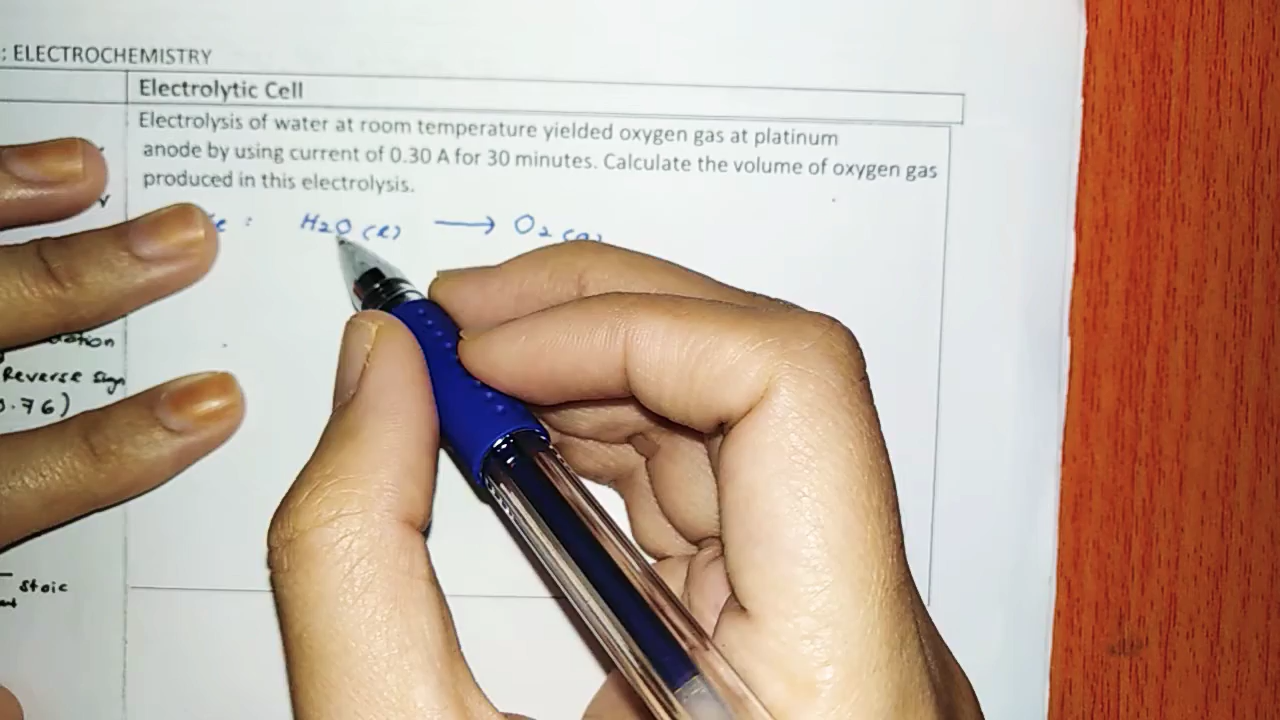 : ELECTROCHEMISTRY
Electrolytic Cell
Electrolysis of water at room temperature yielded oxygen gas at platinum
anode by using current of 0.30 A for 30 minutes. Calculate the volume of oxygen gas
produced in this electrolysis.
: H2O (l) → O2 (g)
Reverse sign
0.76)
stoic